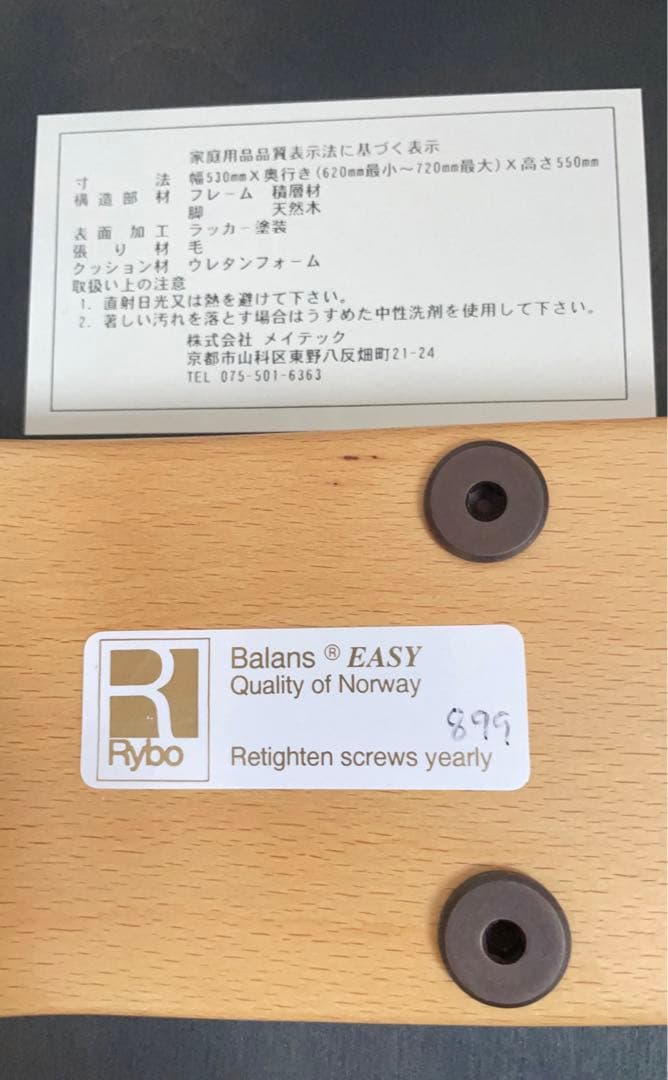 家庭用品品質表示法に基づく表示
寸法 幅530mm×奥行き(620mm最小～720mm最大)×高さ550mm
構造部材 フレーム 積層材
脚 天然木
表面加工 ラッカー塗装
張り材 毛
クッション材 ウレタンフォーム
取扱い上の注意
1. 直射日光又は熱を避けて下さい。
2. 著しい汚れを落とす場合はうすめた中性洗剤を使用して下さい。
株式会社 メイテック
京都市山科区東野八反畑町21-24
TEL 075-501-6363
R
Rybo
Balans ® EASY
Quality of Norway
899
Retighten screws yearly